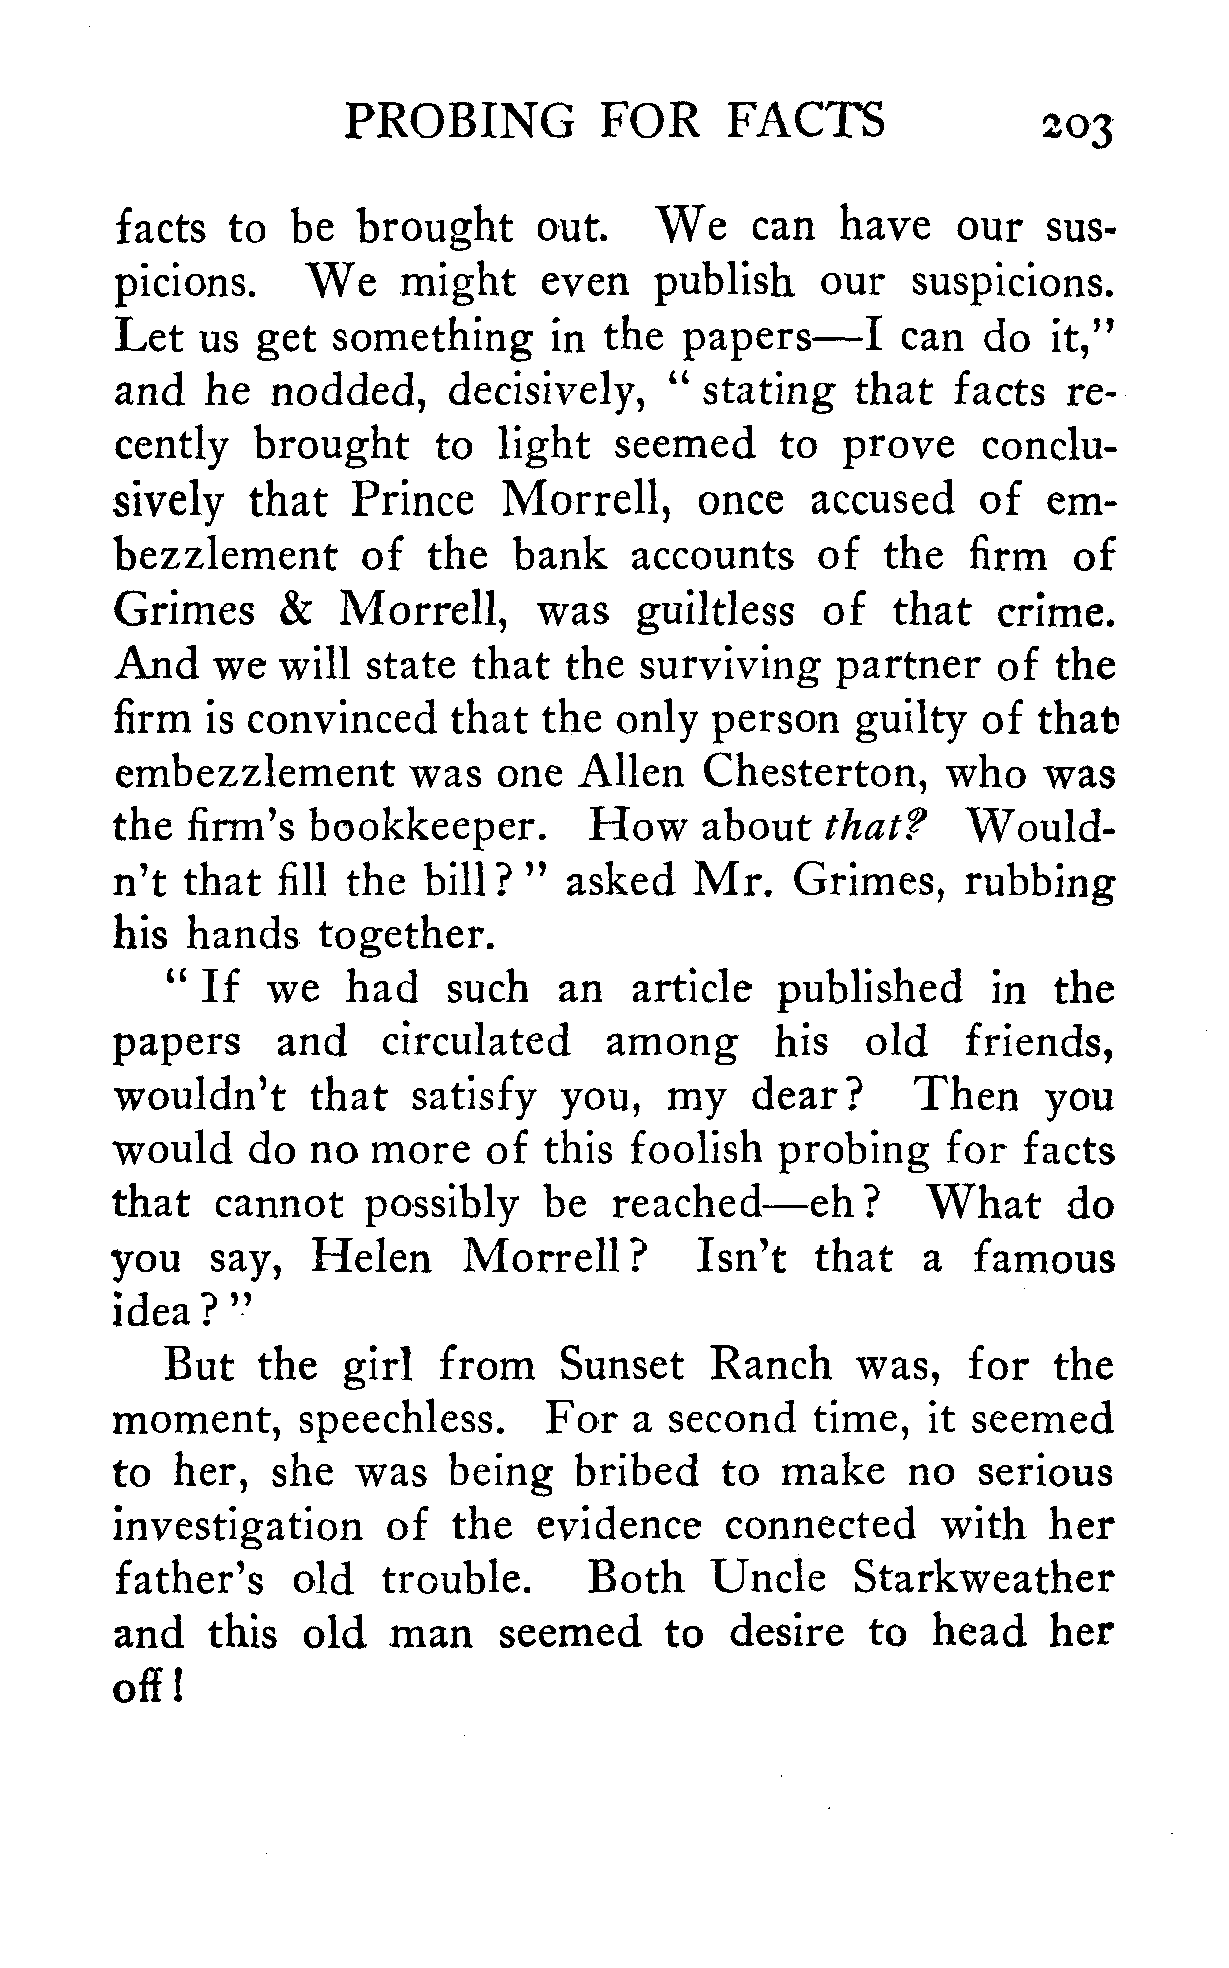 PROBING FOR FACTS 203
facts to be brought out. We can have our sus-
picions. We might even publish our suspicions.
Let us get something in the papers—I can do it,"
and he nodded, decisively, " stating that facts re-
cently brought to light seemed to prove conclu-
sively that Prince Morrell, once accused of em-
bezzlement of the bank accounts of the firm of
Grimes & Morrell, was guiltless of that crime.
And we will state that the surviving partner of the
firm is convinced that the only person guilty of that
embezzlement was one Allen Chesterton, who was
the firm's bookkeeper. How about that? Would-
n't that fill the bill? " asked Mr. Grimes, rubbing
his hands together.
" If we had such an article published in the
papers and circulated among his old friends,
wouldn't that satisfy you, my dear? Then you
would do no more of this foolish probing for facts
that cannot possibly be reached—eh? What do
you say, Helen Morrell? Isn't that a famous
idea? "
But the girl from Sunset Ranch was, for the
moment, speechless. For a second time, it seemed
to her, she was being bribed to make no serious
investigation of the evidence connected with her
father's old trouble. Both Uncle Starkweather
and this old man seemed to desire to head her
off!